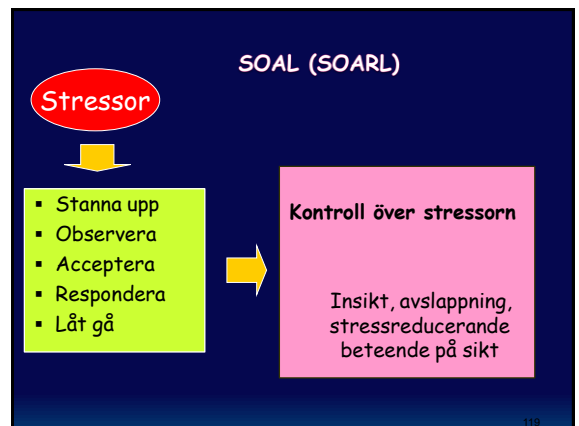 SOAL (SOARL)
Stressor
▪ Stanna upp
▪ Observera
▪ Acceptera
▪ Respondera
▪ Låt gå
Kontroll över stressorn
Insikt, avslappning,
stressreducerande
beteende på sikt
119